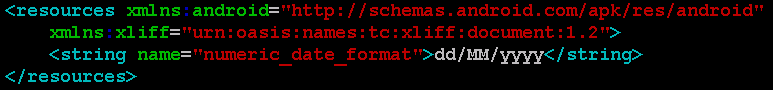 <resources xmlns:android="http://schemas.android.com/apk/res/android"
    xmlns:xliff="urn:oasis:names:tc:xliff:document:1.2">
    <string name="numeric_date_format">dd/MM/yyyy</string>
</resources>